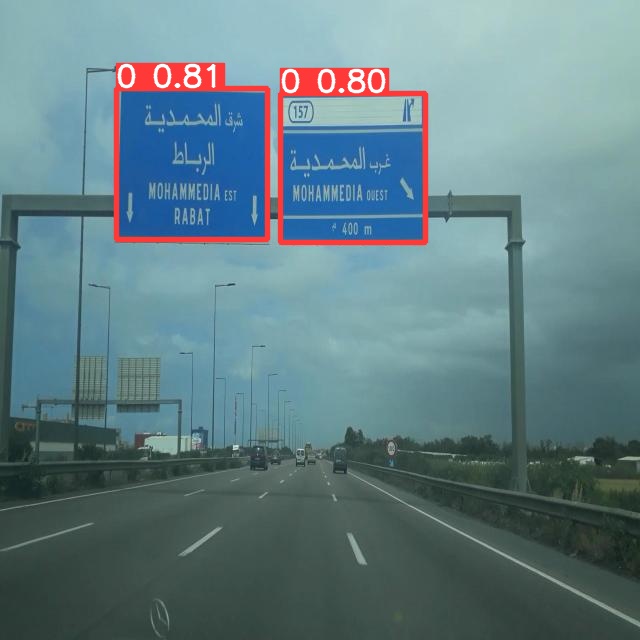 0 0.81
شرق المحمدية
الرباط
MOHAMMEDIA EST
RABAT
0 0.80
157
غرب المحمدية
MOHAMMEDIA OUEST
400 m